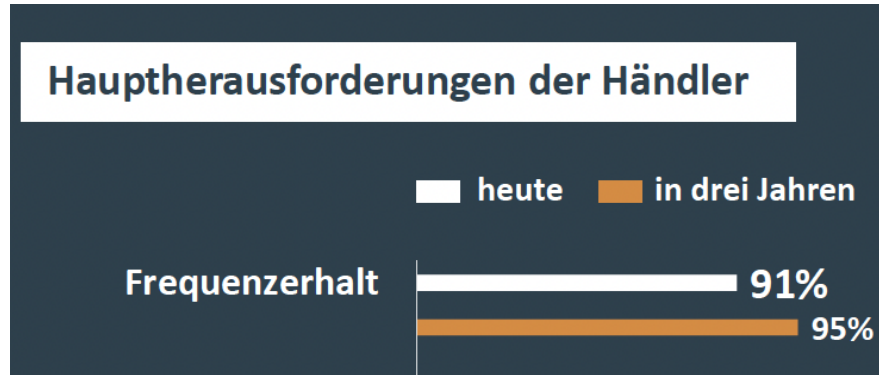 Hauptherausforderungen der Händler
heute in drei Jahren
Frequenzerhalt 91%
95%